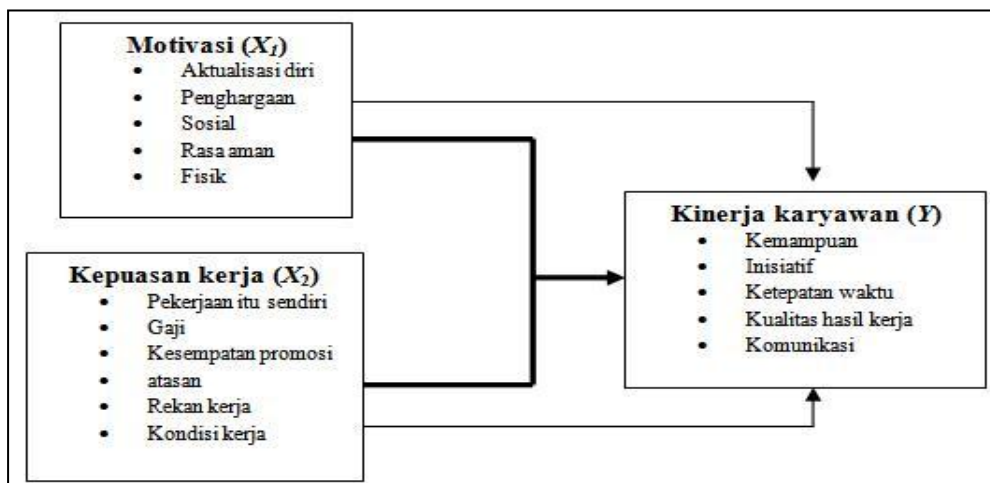 Motivasi (X1)
• Aktualisasi diri
• Penghargaan
• Sosial
• Rasa aman
• Fisik
Kepuasan kerja (X2)
• Pekerjaan itu sendiri
• Gaji
• Kesempatan promosi
• atasan
• Rekan kerja
• Kondisi kerja
Kinerja karyawan (Y)
• Kemampuan
• Inisiatif
• Ketepatan waktu
• Kualitas hasil kerja
• Komunikasi